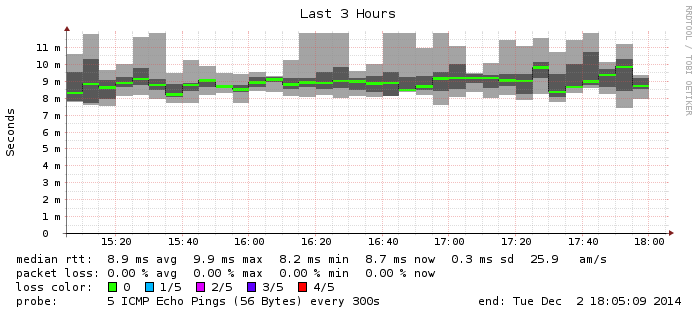 Last 3 Hours
RRDTOOL / TOBI OETIKER
Seconds
11 m
10 m
9 m
8 m
7 m
6 m
5 m
4 m
3 m
2 m
1 m
0
15:20 15:40 16:00 16:20 16:40 17:00 17:20 17:40 18:00
median rtt: 8.9 ms avg 9.9 ms max 8.2 ms min 8.7 ms now 0.3 ms sd 25.9 am/s
packet loss: 0.00 % avg 0.00 % max 0.00 % min 0.00 % now
loss color: 0 1/5 2/5 3/5 4/5
probe: 5 ICMP Echo Pings (56 Bytes) every 300s end: Tue Dec 2 18:05:09 2014